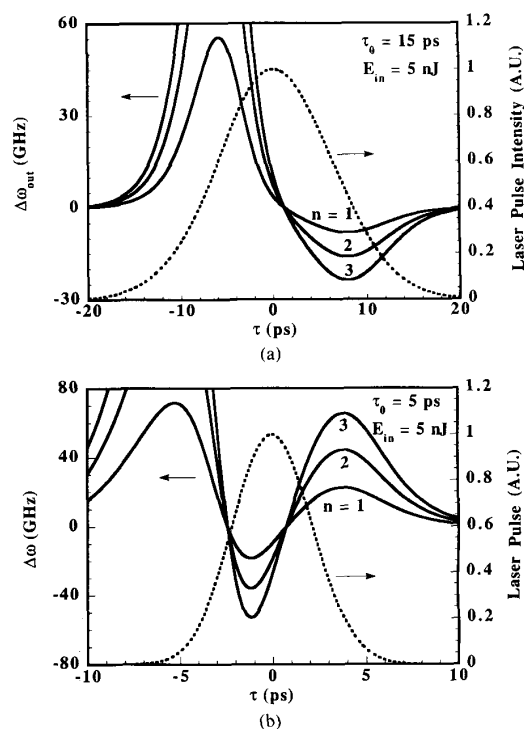 60
30
0
-30
Δω_out (GHz)
τ_0 = 15 ps
E_in = 5 nJ
n = 1
2
3
1.2
1
0.8
0.6
0.4
0.2
0
Laser Pulse Intensity (A.U.)
-20
-10
0
10
20
τ (ps)
(a)
80
40
0
-40
-80
Δω (GHz)
τ_0 = 5 ps
E_in = 5 nJ
3
2
n = 1
1.2
1
0.8
0.6
0.4
0.2
0
Laser Pulse (A.U.)
-10
-5
0
5
10
τ (ps)
(b)